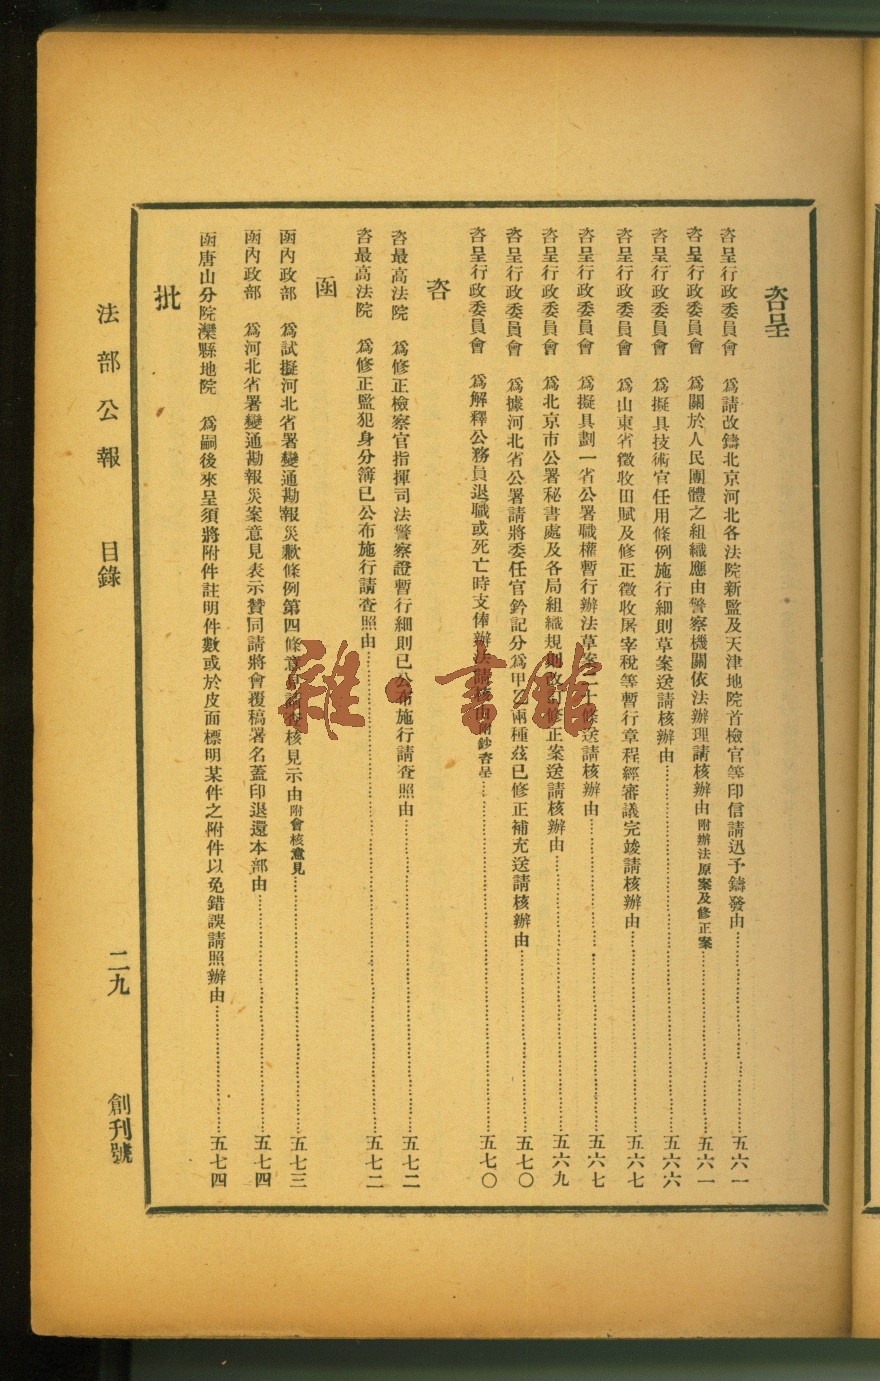 咨呈
咨呈行政委員會　爲請改鑄北京河北各法院新監及天津地院首檢官等印信請迅予鑄發由……五六一
咨呈行政委員會　爲關於人民團體之組織應由警察機關依法辦理請核辦由附辦法原案及修正案……五六一
咨呈行政委員會　爲擬具技術官任用條例施行細則草案送請核辦由……五六六
咨呈行政委員會　爲山東省徵收田賦及修正徵收屠宰稅等暫行章程經審議完竣請核辦由……五六七
咨呈行政委員會　爲擬具劃一省公署職權暫行辦法草案二十條送請核辦由……五六七
咨呈行政委員會　爲北京市公署秘書處及各局組織規則改訂修正案送請核辦由……五六九
咨呈行政委員會　爲據河北省公署請將委任官鈐記分爲甲乙兩種茲已修正補充送請核辦由……五七〇
咨呈行政委員會　爲解釋公務員退職或死亡時支俸辦法請核由附鈔咨呈……五七〇
咨
咨最高法院　爲修正檢察官指揮司法警察證暫行細則已公布施行請查照由……五七二
咨最高法院　爲修正監犯身分簿已公布施行請查照由……五七二
函
函內政部　爲試擬河北省署變通勘報災歉條例第四條意見請查核見示由附會核意見……五七三
函內政部　爲河北省署變通勘報災案意見表示贊同請將會覆稿署名蓋印退還本部由……五七四
函唐山分院灤縣地院　爲嗣後來呈須將附件註明件數或於皮面標明某件之附件以免錯誤請照辦由……五七四
批
法部公報　目錄　二九　創刊號
雜·書館